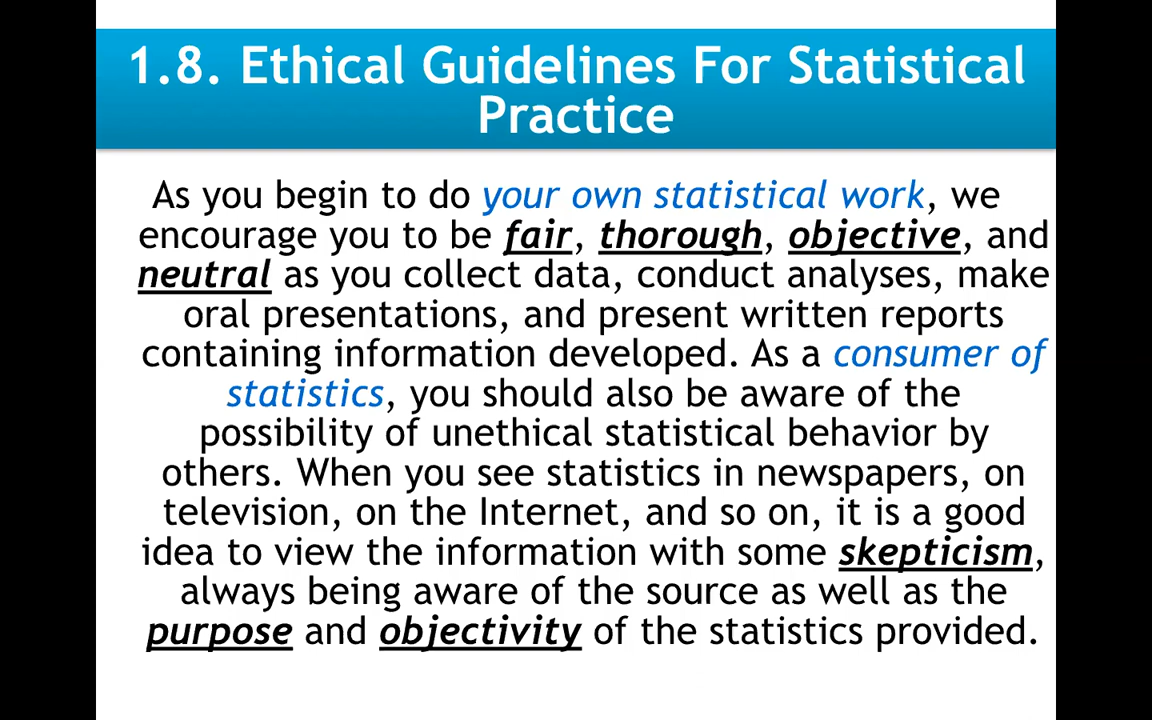 1.8. Ethical Guidelines For Statistical
Practice
As you begin to do your own statistical work, we
encourage you to be fair, thorough, objective, and
neutral as you collect data, conduct analyses, make
oral presentations, and present written reports
containing information developed. As a consumer of
statistics, you should also be aware of the
possibility of unethical statistical behavior by
others. When you see statistics in newspapers, on
television, on the Internet, and so on, it is a good
idea to view the information with some skepticism,
always being aware of the source as well as the
purpose and objectivity of the statistics provided.